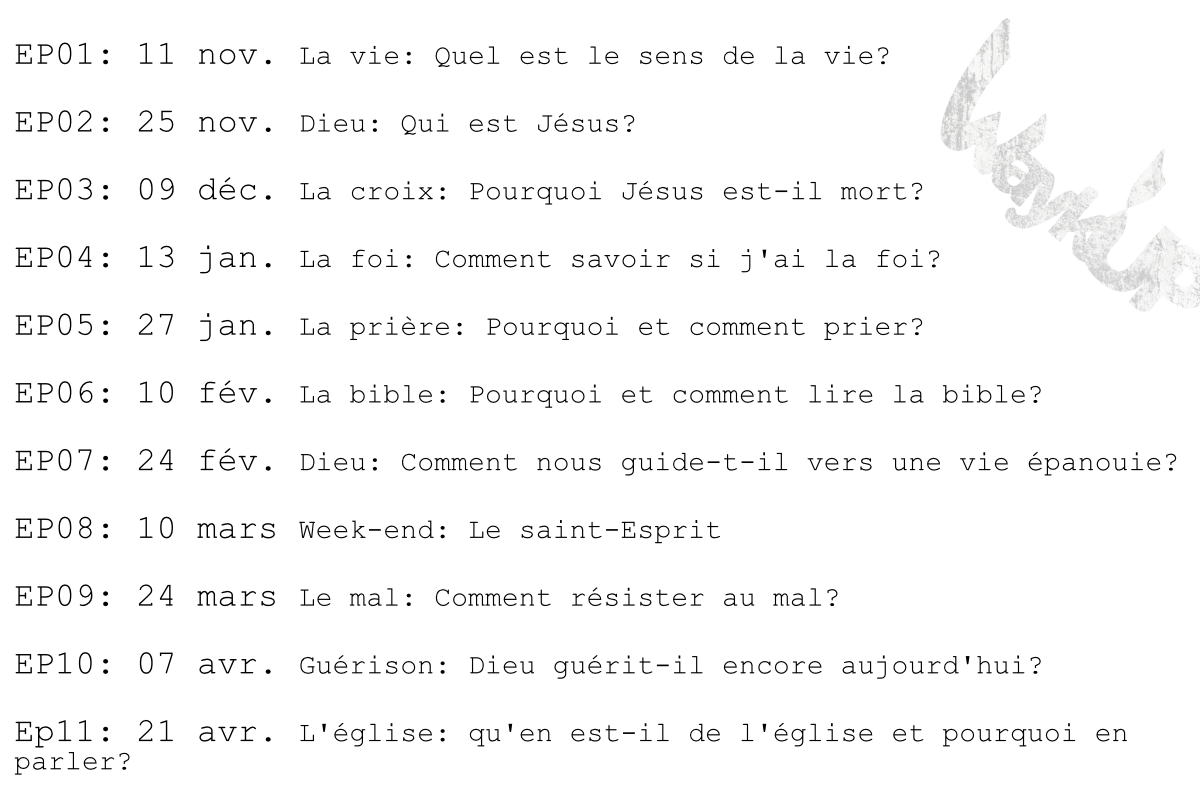 EP01: 11 nov. La vie: Quel est le sens de la vie?
EP02: 25 nov. Dieu: Qui est Jésus?
EP03: 09 déc. La croix: Pourquoi Jésus est-il mort?
EP04: 13 jan. La foi: Comment savoir si j'ai la foi?
EP05: 27 jan. La prière: Pourquoi et comment prier?
EP06: 10 fév. La bible: Pourquoi et comment lire la bible?
EP07: 24 fév. Dieu: Comment nous guide-t-il vers une vie épanouie?
EP08: 10 mars Week-end: Le saint-Esprit
EP09: 24 mars Le mal: Comment résister au mal?
EP10: 07 avr. Guérison: Dieu guérit-il encore aujourd'hui?
Ep11: 21 avr. L'église: qu'en est-il de l'église et pourquoi en
parler?
WaykUp